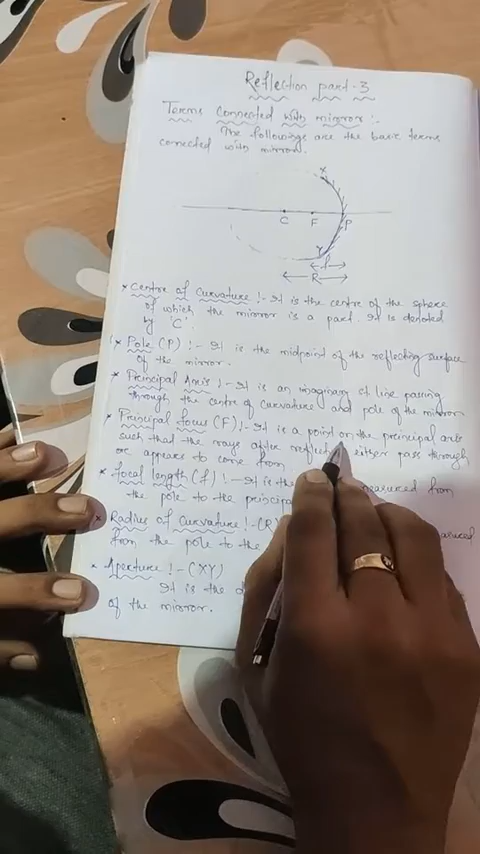 Reflection part-3
Terms connected with mirror :-
The followings are the basic terms
connected with mirror.
X
C F P
Y
f
R
* Centre of Curvature :- It is the centre of the sphere
of which the mirror is a part. It is denoted
by 'C'.
* Pole (P) :- It is the midpoint of the reflecting surface
of the mirror.
* Principal Axis :- It is an imaginary st line passing
through the centre of curvature and pole of the mirror
* Principal focus (F) :- It is a point on the principal axis
such that the rays after either pass through
or appears to come from
* Focal length (f) :- It is the measured from
the pole to the principal
* Radius of Curvature :- (R)
from the pole to the
* Aperture :- (XY)
It is the
of the mirror.